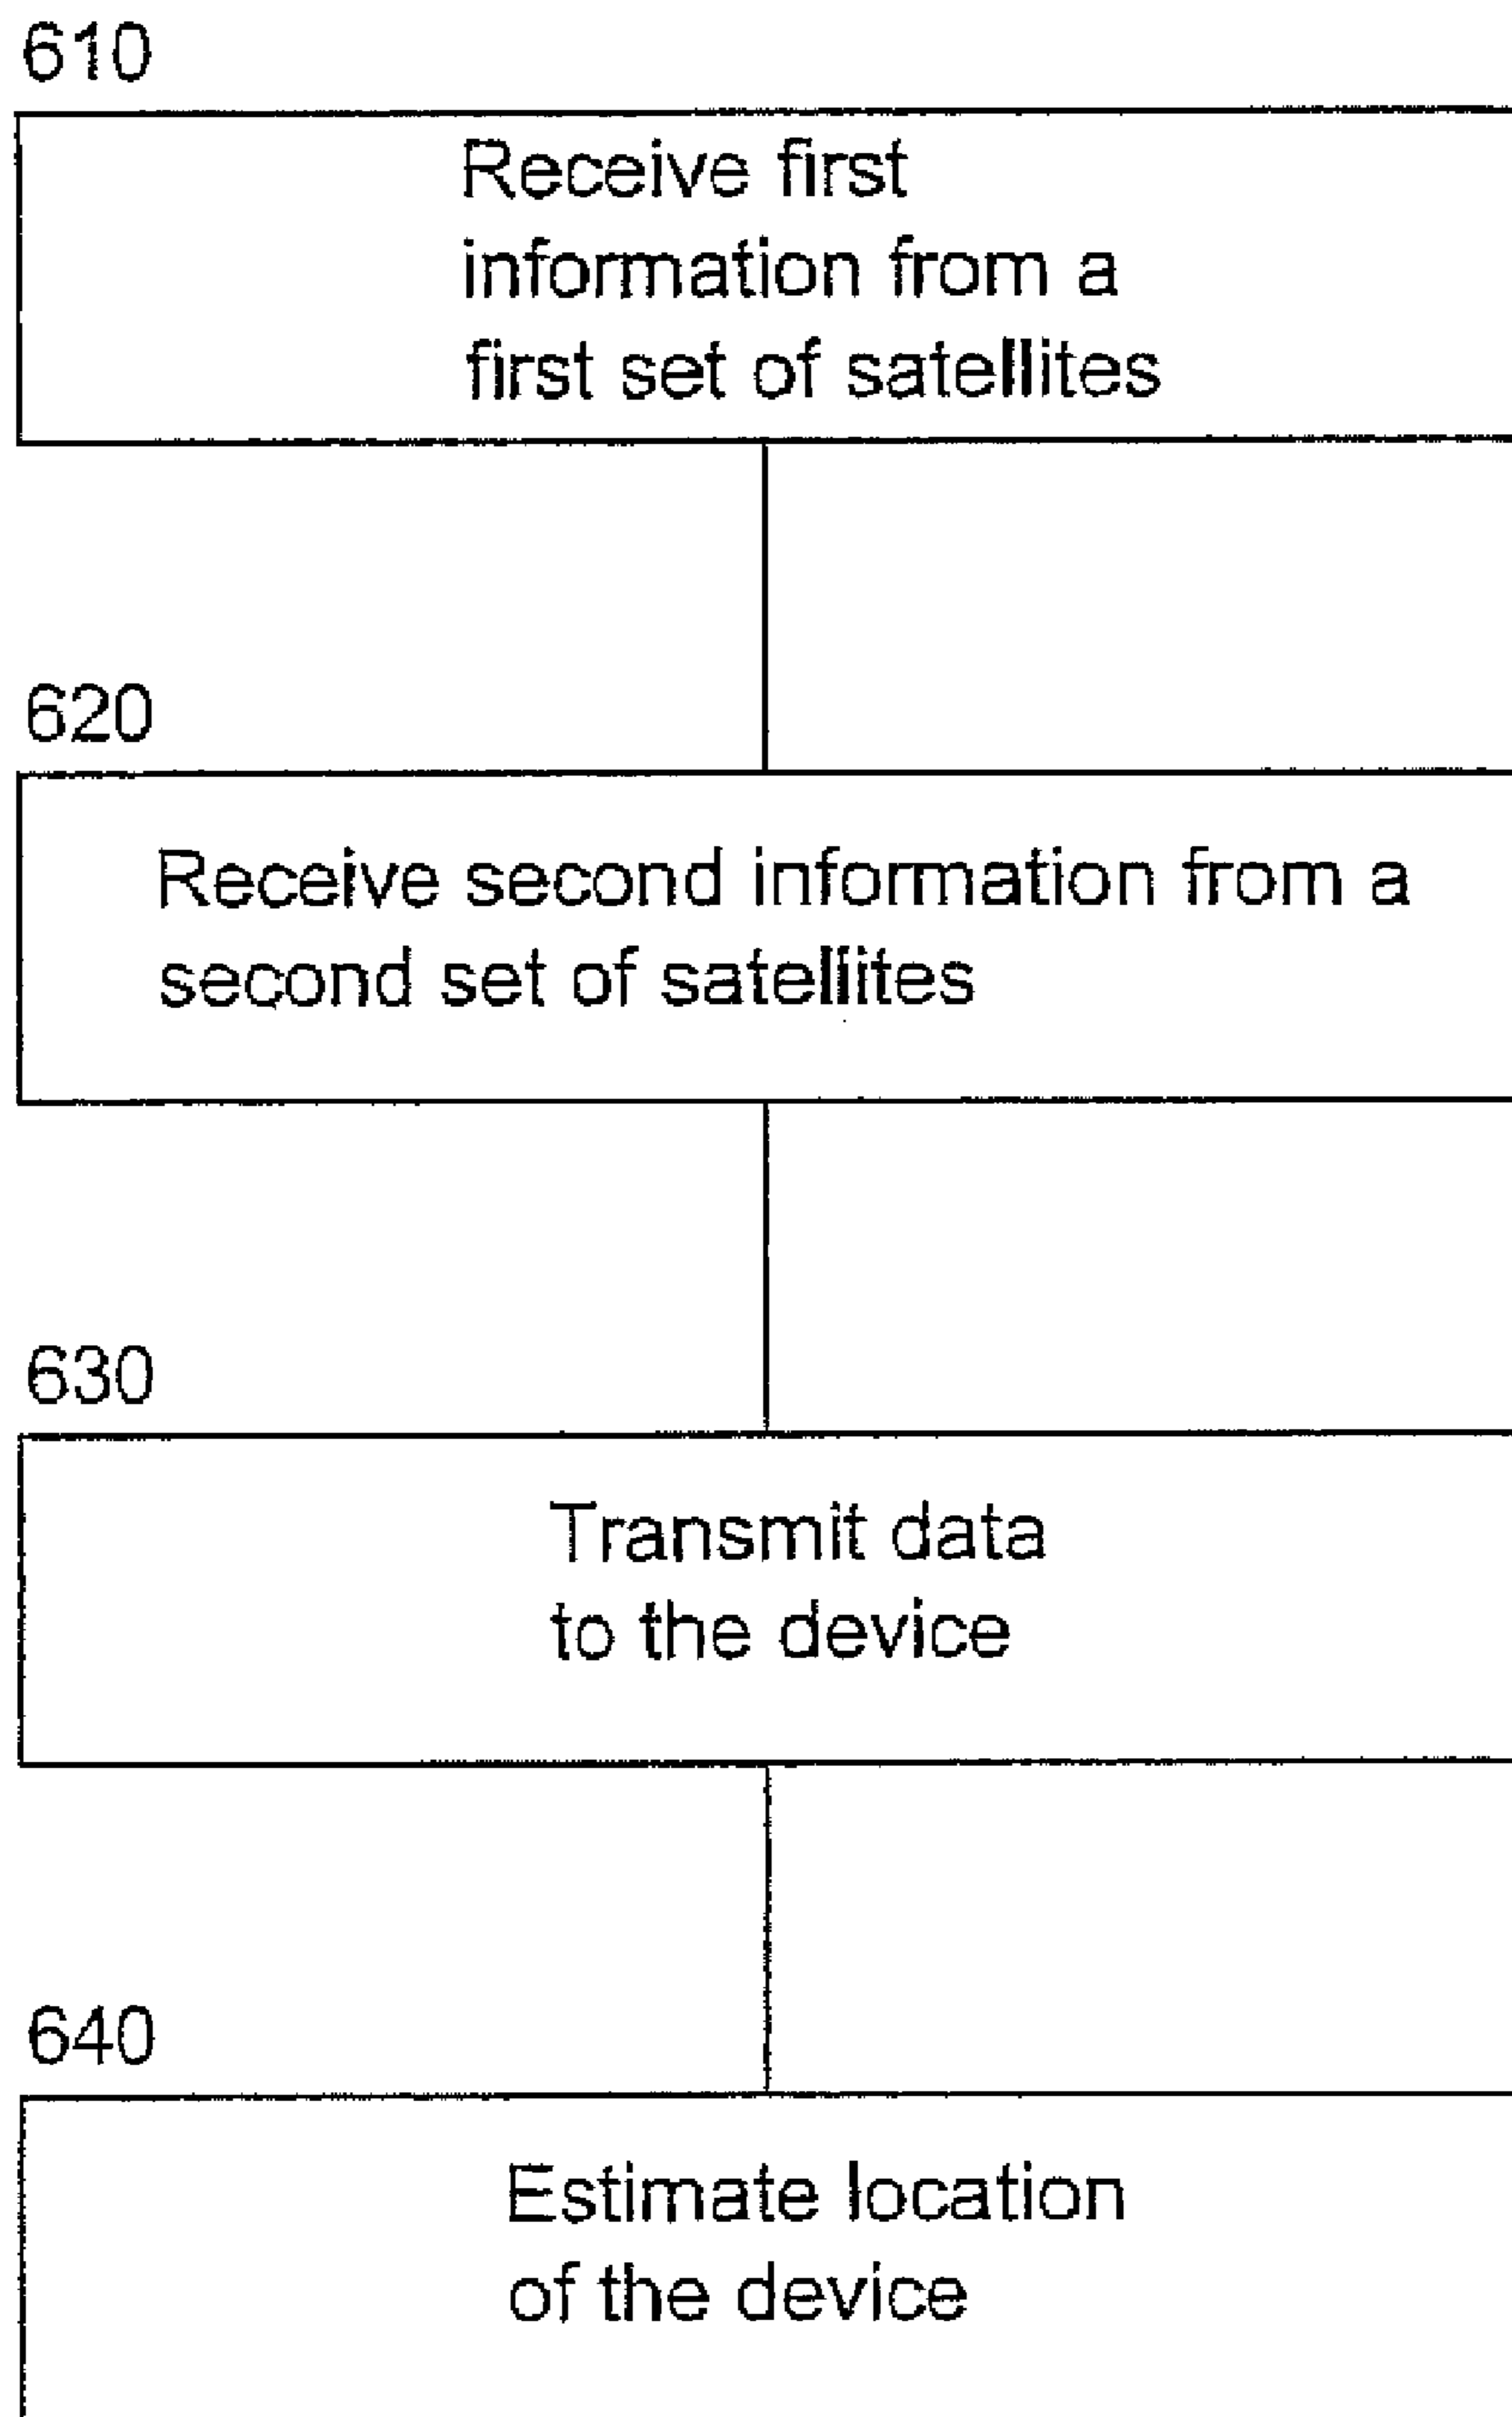 610
Receive first
information from a
first set of satellites
620
Receive second information from a
second set of satellites
630
Transmit data
to the device
640
Estimate location
of the device